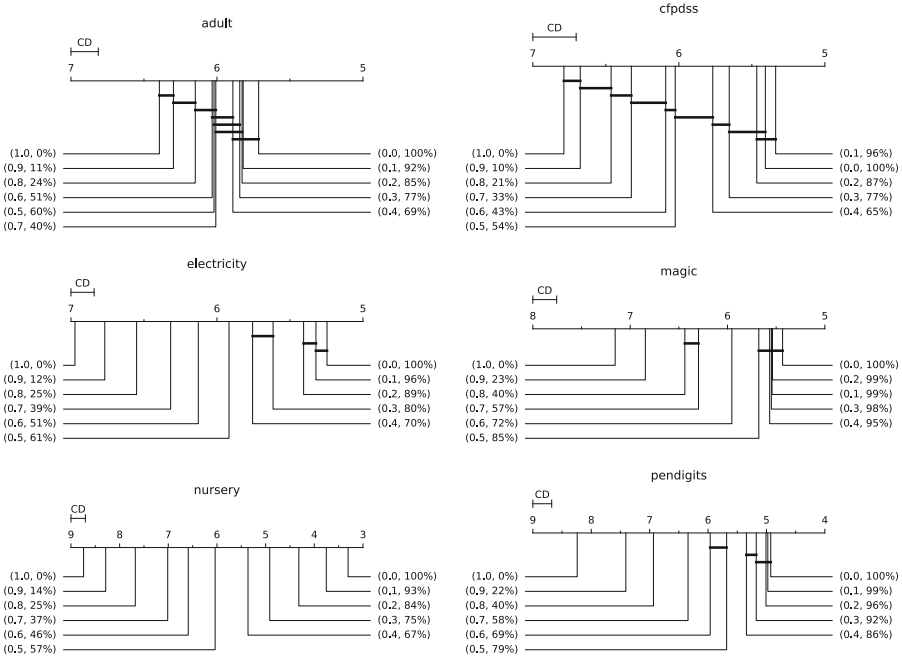 adult
CD
7 6 5
(1.0, 0%) (0.0, 100%)
(0.9, 11%) (0.1, 92%)
(0.8, 24%) (0.2, 85%)
(0.6, 51%) (0.3, 77%)
(0.5, 60%) (0.4, 69%)
(0.7, 40%)
cfpdss
CD
7 6 5
(1.0, 0%) (0.1, 96%)
(0.9, 10%) (0.0, 100%)
(0.8, 21%) (0.2, 87%)
(0.7, 33%) (0.3, 77%)
(0.6, 43%) (0.4, 65%)
(0.5, 54%)
electricity
CD
7 6 5
(1.0, 0%) (0.0, 100%)
(0.9, 12%) (0.1, 96%)
(0.8, 25%) (0.2, 89%)
(0.7, 39%) (0.3, 80%)
(0.6, 51%) (0.4, 70%)
(0.5, 61%)
magic
CD
8 7 6 5
(1.0, 0%) (0.0, 100%)
(0.9, 23%) (0.2, 99%)
(0.8, 40%) (0.1, 99%)
(0.7, 57%) (0.3, 98%)
(0.6, 72%) (0.4, 95%)
(0.5, 85%)
nursery
CD
9 8 7 6 5 4 3
(1.0, 0%) (0.0, 100%)
(0.9, 14%) (0.1, 93%)
(0.8, 25%) (0.2, 84%)
(0.7, 37%) (0.3, 75%)
(0.6, 46%) (0.4, 67%)
(0.5, 57%)
pendigits
CD
9 8 7 6 5 4
(1.0, 0%) (0.0, 100%)
(0.9, 22%) (0.1, 99%)
(0.8, 40%) (0.2, 96%)
(0.7, 58%) (0.3, 92%)
(0.6, 69%) (0.4, 86%)
(0.5, 79%)